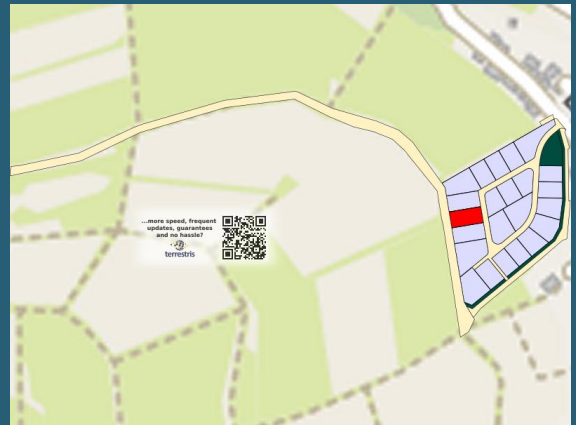 ...more speed, frequent
updates, guarantees
and no hassle?
terrestris